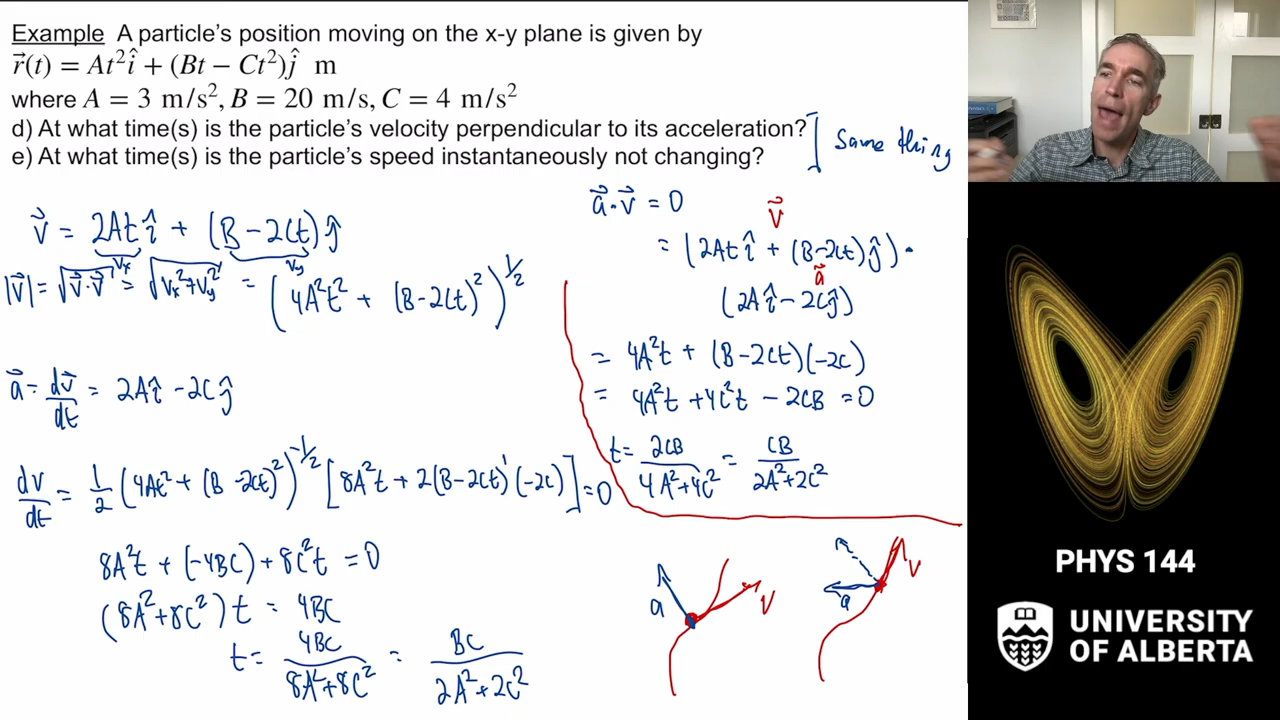 Example A particle's position moving on the x-y plane is given by
r⃗(t) = At²î + (Bt − Ct²)ĵ m
where A = 3 m/s², B = 20 m/s, C = 4 m/s²
d) At what time(s) is the particle's velocity perpendicular to its acceleration?
e) At what time(s) is the particle's speed instantaneously not changing?
] Same thing
v⃗ = 2At î + (B − 2Ct) ĵ
vx vy
|v⃗| = √(v⃗·v⃗) = √(vx² + vy²) = (4A²t² + (B − 2Ct)²)^1/2
a⃗ = dv⃗/dt = 2A î − 2C ĵ
dv/dt = 1/2 (4At² + (B − 2Ct)²)^−1/2 [8A²t + 2(B − 2Ct)¹(−2C)] = 0
8A²t + (−4BC) + 8C²t = 0
(8A² + 8C²) t = 4BC
t = 4BC/(8A² + 8C²) = BC/(2A² + 2C²)
a⃗·v⃗ = 0
v⃗
= (2At î + (B − 2Ct) ĵ) •
a⃗
(2A î − 2C ĵ)
= 4A²t + (B − 2Ct)(−2C)
= 4A²t + 4C²t − 2CB = 0
t = 2CB/(4A² + 4C²) = CB/(2A² + 2C²)
a v
a v
PHYS 144
UNIVERSITY
OF ALBERTA